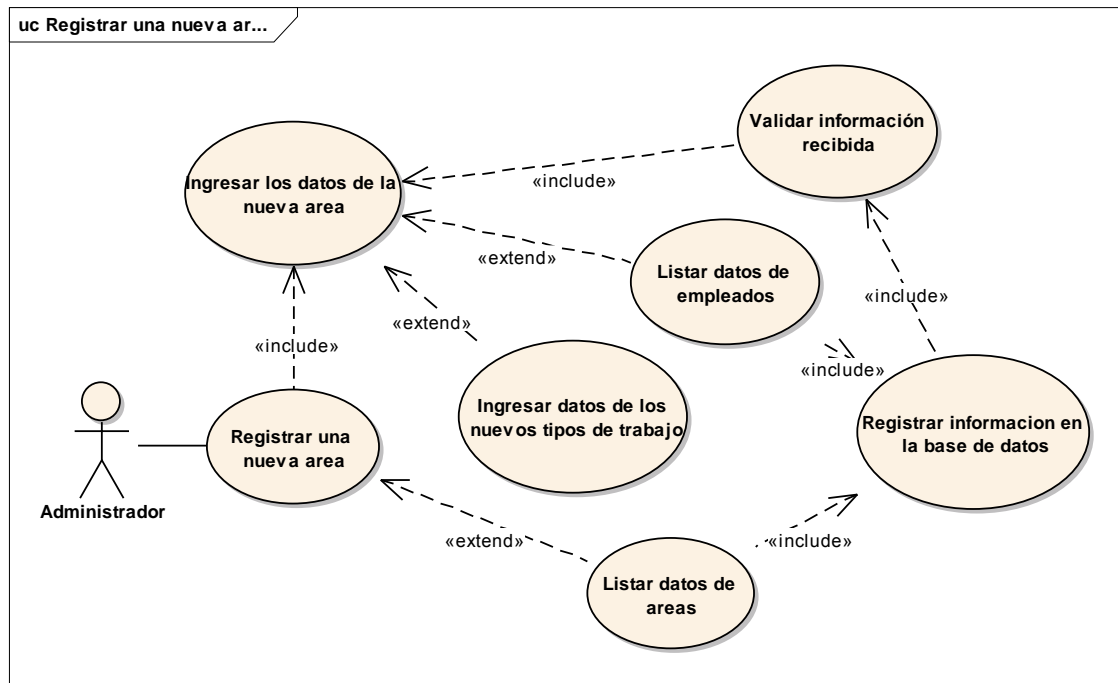 uc Registrar una nueva ar...
Validar información
recibida
Ingresar los datos de la
nueva area
«include»
«extend»
Listar datos de
empleados
«include»
«extend»
«include»
«include»
Ingresar datos de los
nuevos tipos de trabajo
Registrar informacion en
la base de datos
Registrar una
nueva area
Administrador
«extend»
«include»
Listar datos de
areas